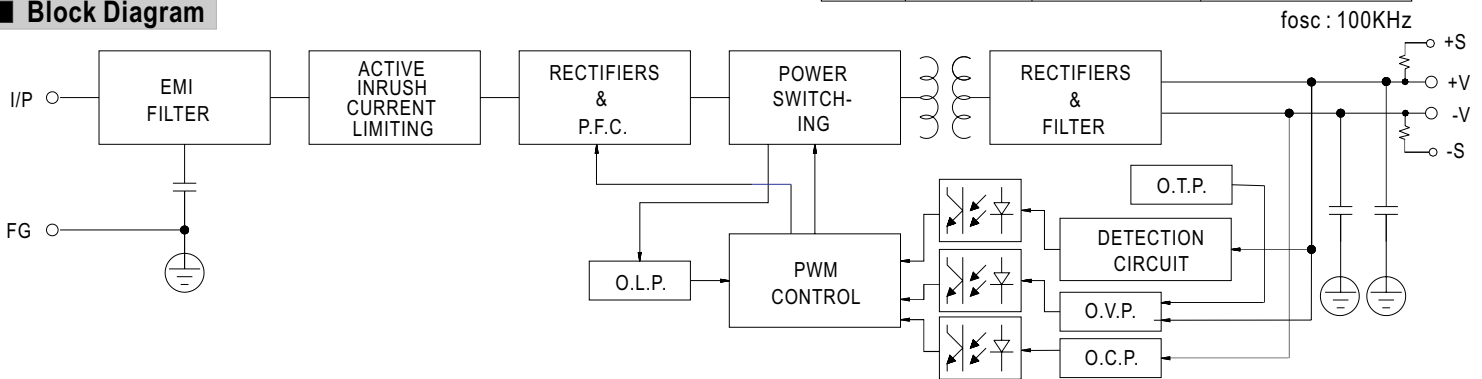 ■ Block Diagram
fosc : 100KHz
I/P
EMI
FILTER
ACTIVE
INRUSH
CURRENT
LIMITING
RECTIFIERS
&
P.F.C.
POWER
SWITCH-
ING
RECTIFIERS
&
FILTER
+S
+V
-V
-S
FG
O.L.P.
PWM
CONTROL
O.T.P.
DETECTION
CIRCUIT
O.V.P.
O.C.P.